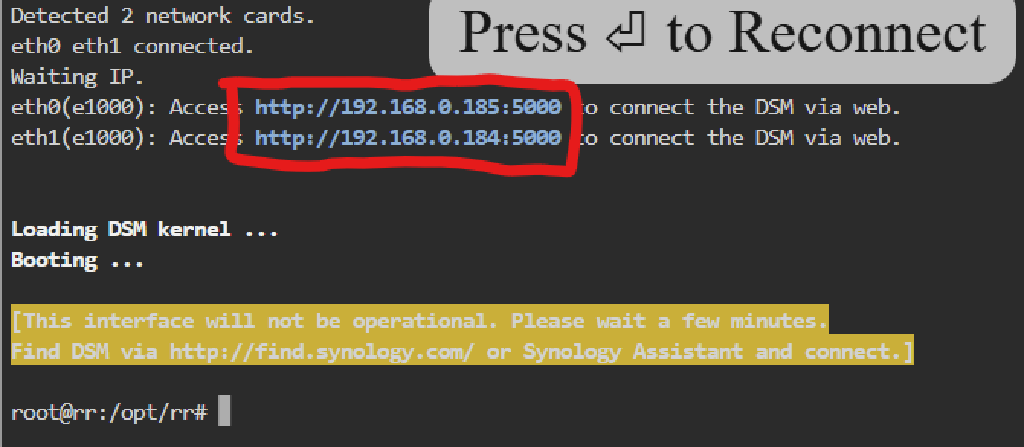 Detected 2 network cards.
Press ⏎ to Reconnect
eth0 eth1 connected.
Waiting IP.
eth0(e1000): Access http://192.168.0.185:5000 to connect the DSM via web.
eth1(e1000): Access http://192.168.0.184:5000 to connect the DSM via web.
Loading DSM kernel ...
Booting ...
[This interface will not be operational. Please wait a few minutes.
Find DSM via http://find.synology.com/ or Synology Assistant and connect.]
root@rr:/opt/rr#